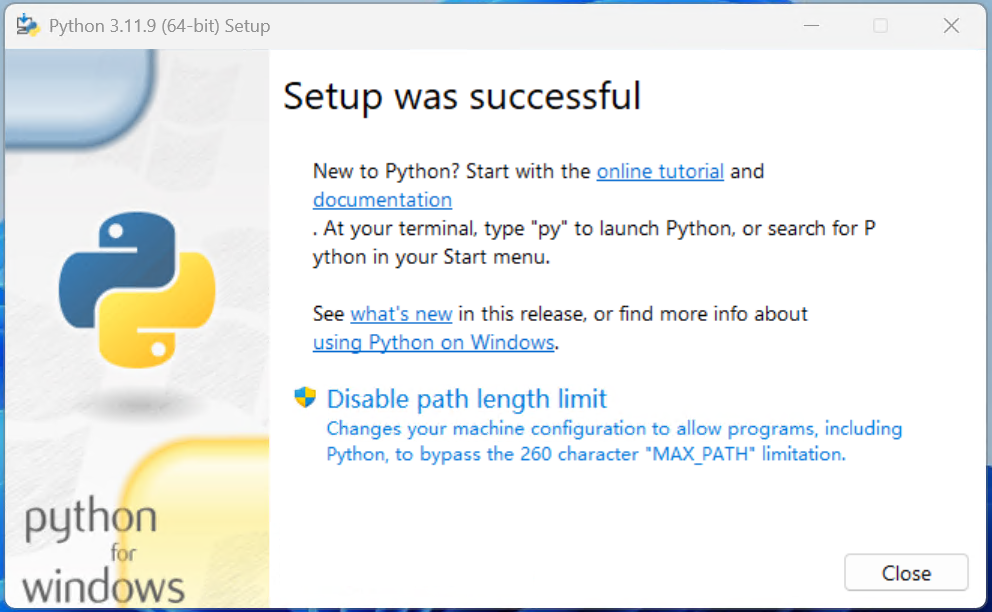 Python 3.11.9 (64-bit) Setup
Setup was successful
New to Python? Start with the online tutorial and
documentation
. At your terminal, type "py" to launch Python, or search for P
ython in your Start menu.
See what's new in this release, or find more info about
using Python on Windows.
Disable path length limit
Changes your machine configuration to allow programs, including
Python, to bypass the 260 character "MAX_PATH" limitation.
python
for
windows
Close